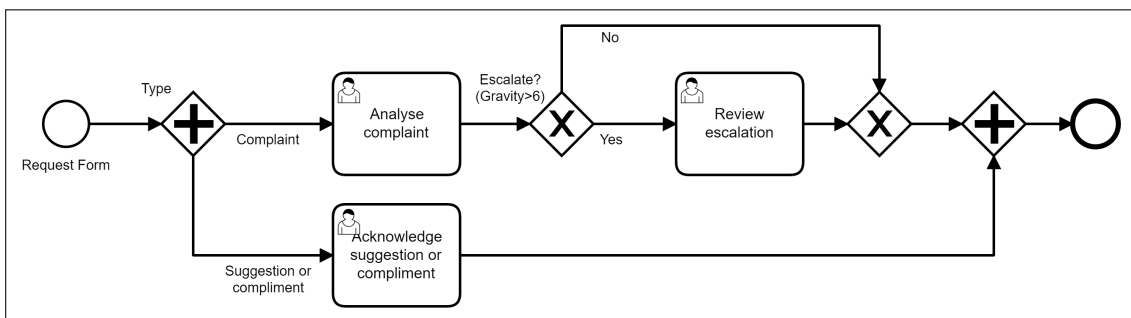 Type
Request Form
Complaint
Analyse
complaint
Escalate?
(Gravity>6)
No
Yes
Review
escalation
Suggestion or
compliment
Acknowledge
suggestion or
compliment